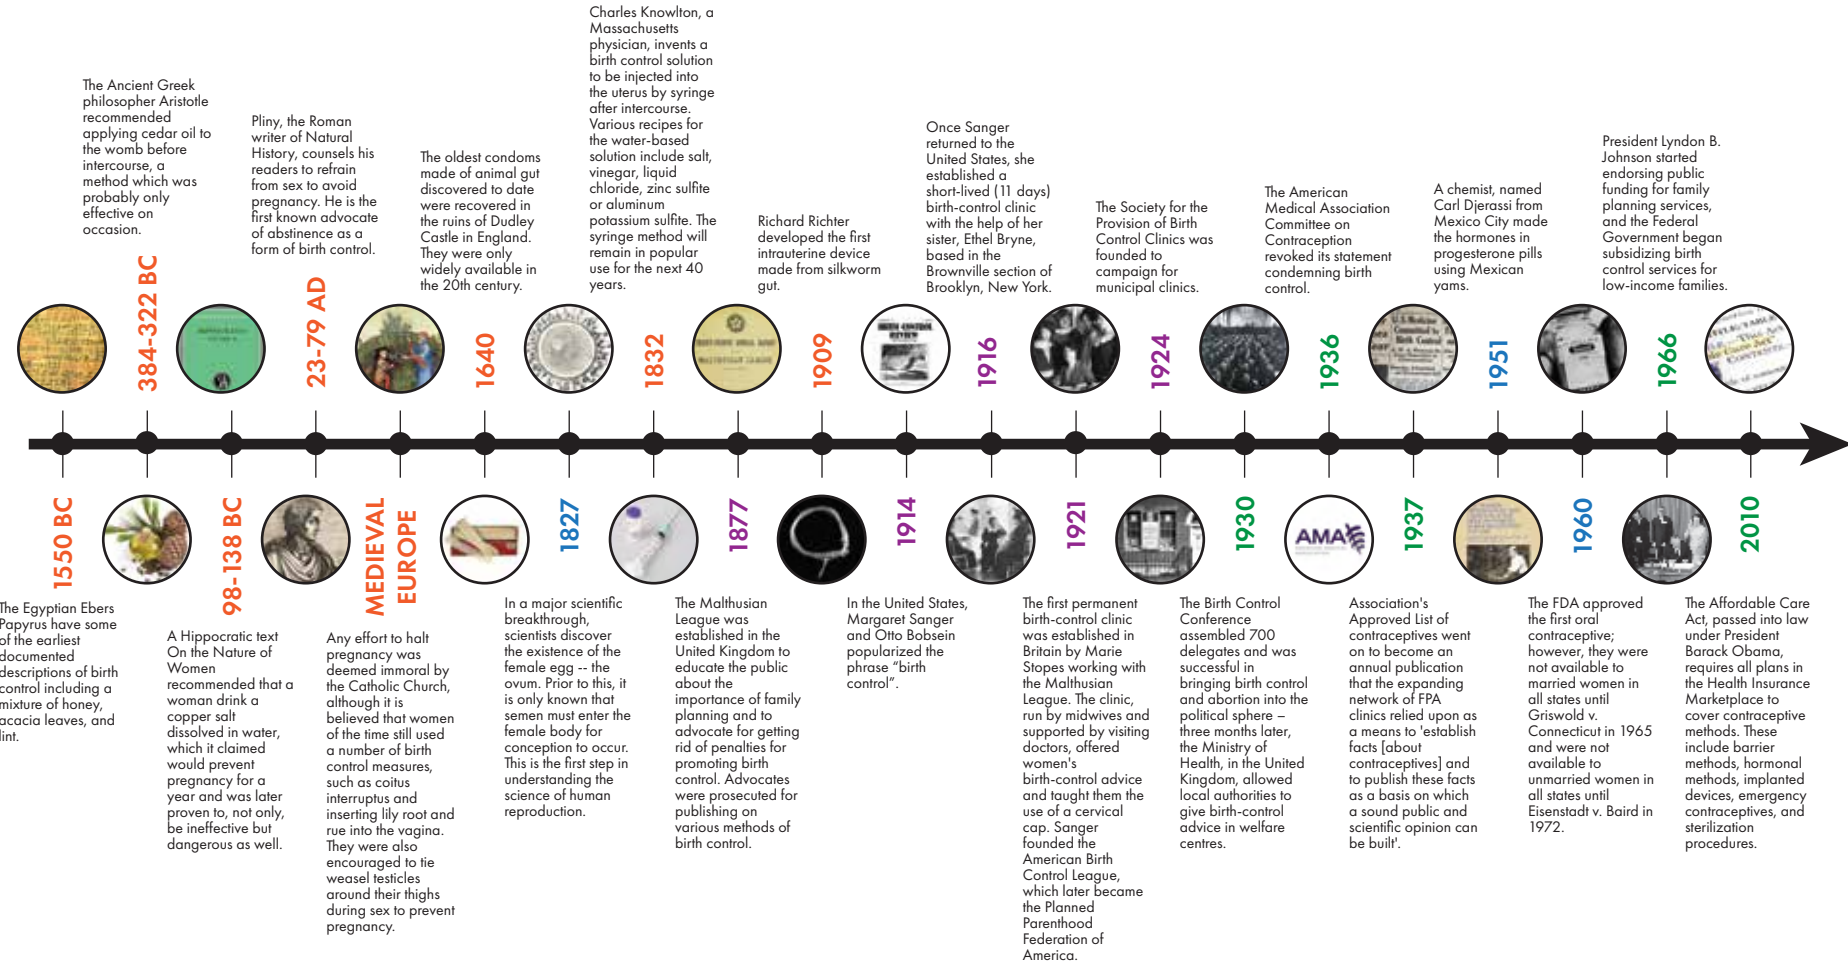 The Ancient Greek
philosopher Aristotle
recommended
applying cedar oil to
the womb before
intercourse, a
method which was
probably only
effective on
occasion.
384-322 BC
Pliny, the Roman
writer of Natural
History, counsels his
readers to refrain
from sex to avoid
pregnancy. He is the
first known advocate
of abstinence as a
form of birth control.
23-79 AD
The oldest condoms
made of animal gut
discovered to date
were recovered in
the ruins of Dudley
Castle in England.
They were only
widely available in
the 20th century.
1640
Charles Knowlton, a
Massachusetts
physician, invents a
birth control solution
to be injected into
the uterus by syringe
after intercourse.
Various recipes for
the water-based
solution include salt,
vinegar, liquid
chloride, zinc sulfite
or aluminum
potassium sulfite. The
syringe method will
remain in popular
use for the next 40
years.
1832
Richard Richter
developed the first
intrauterine device
made from silkworm
gut.
1909
Once Sanger
returned to the
United States, she
established a
short-lived (11 days)
birth-control clinic
with the help of her
sister, Ethel Bryne,
based in the
Brownville section of
Brooklyn, New York.
1916
The Society for the
Provision of Birth
Control Clinics was
founded to
campaign for
municipal clinics.
1924
The American
Medical Association
Committee on
Contraception
revoked its statement
condemning birth
control.
1936
A chemist, named
Carl Djerassi from
Mexico City made
the hormones in
progesterone pills
using Mexican
yams.
1951
President Lyndon B.
Johnson started
endorsing public
funding for family
planning services,
and the Federal
Government began
subsidizing birth
control services for
low-income families.
1966
BIRTH CONTROL
REVIEW
1550 BC
The Egyptian Ebers
Papyrus have some
of the earliest
documented
descriptions of birth
control including a
mixture of honey,
acacia leaves, and
lint.
98-138 BC
A Hippocratic text
On the Nature of
Women
recommended that a
woman drink a
copper salt
dissolved in water,
which it claimed
would prevent
pregnancy for a
year and was later
proven to, not only,
be ineffective but
dangerous as well.
MEDIEVAL
EUROPE
Any effort to halt
pregnancy was
deemed immoral by
the Catholic Church,
although it is
believed that women
of the time still used
a number of birth
control measures,
such as coitus
interruptus and
inserting lily root and
rue into the vagina.
They were also
encouraged to tie
weasel testicles
around their thighs
during sex to prevent
pregnancy.
1827
In a major scientific
breakthrough,
scientists discover
the existence of the
female egg -- the
ovum. Prior to this, it
is only known that
semen must enter the
female body for
conception to occur.
This is the first step in
understanding the
science of human
reproduction.
1877
The Malthusian
League was
established in the
United Kingdom to
educate the public
about the
importance of family
planning and to
advocate for getting
rid of penalties for
promoting birth
control. Advocates
were prosecuted for
publishing on
various methods of
birth control.
1914
In the United States,
Margaret Sanger
and Otto Bobsein
popularized the
phrase “birth
control”.
1921
The first permanent
birth-control clinic
was established in
Britain by Marie
Stopes working with
the Malthusian
League. The clinic,
run by midwives and
supported by visiting
doctors, offered
women's
birth-control advice
and taught them the
use of a cervical
cap. Sanger
founded the
American Birth
Control League,
which later became
the Planned
Parenthood
Federation of
America.
1930
The Birth Control
Conference
assembled 700
delegates and was
successful in
bringing birth control
and abortion into the
political sphere –
three months later,
the Ministry of
Health, in the United
Kingdom, allowed
local authorities to
give birth-control
advice in welfare
centres.
AMA
1937
Association's
Approved List of
contraceptives went
on to become an
annual publication
that the expanding
network of FPA
clinics relied upon as
a means to 'establish
facts [about
contraceptives] and
to publish these facts
as a basis on which
a sound public and
scientific opinion can
be built'.
1960
The FDA approved
the first oral
contraceptive;
however, they were
not available to
married women in
all states until
Griswold v.
Connecticut in 1965
and were not
available to
unmarried women in
all states until
Eisenstadt v. Baird in
1972.
2010
The Affordable Care
Act, passed into law
under President
Barack Obama,
requires all plans in
the Health Insurance
Marketplace to
cover contraceptive
methods. These
include barrier
methods, hormonal
methods, implanted
devices, emergency
contraceptives, and
sterilization
procedures.